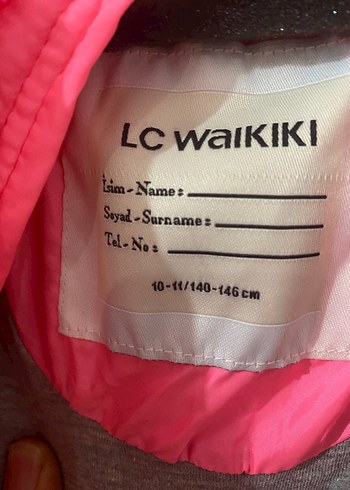 LC WAIKIKI
İsim - Name :
Soyad - Surname :
Tel - No :
10-11/140-146 cm